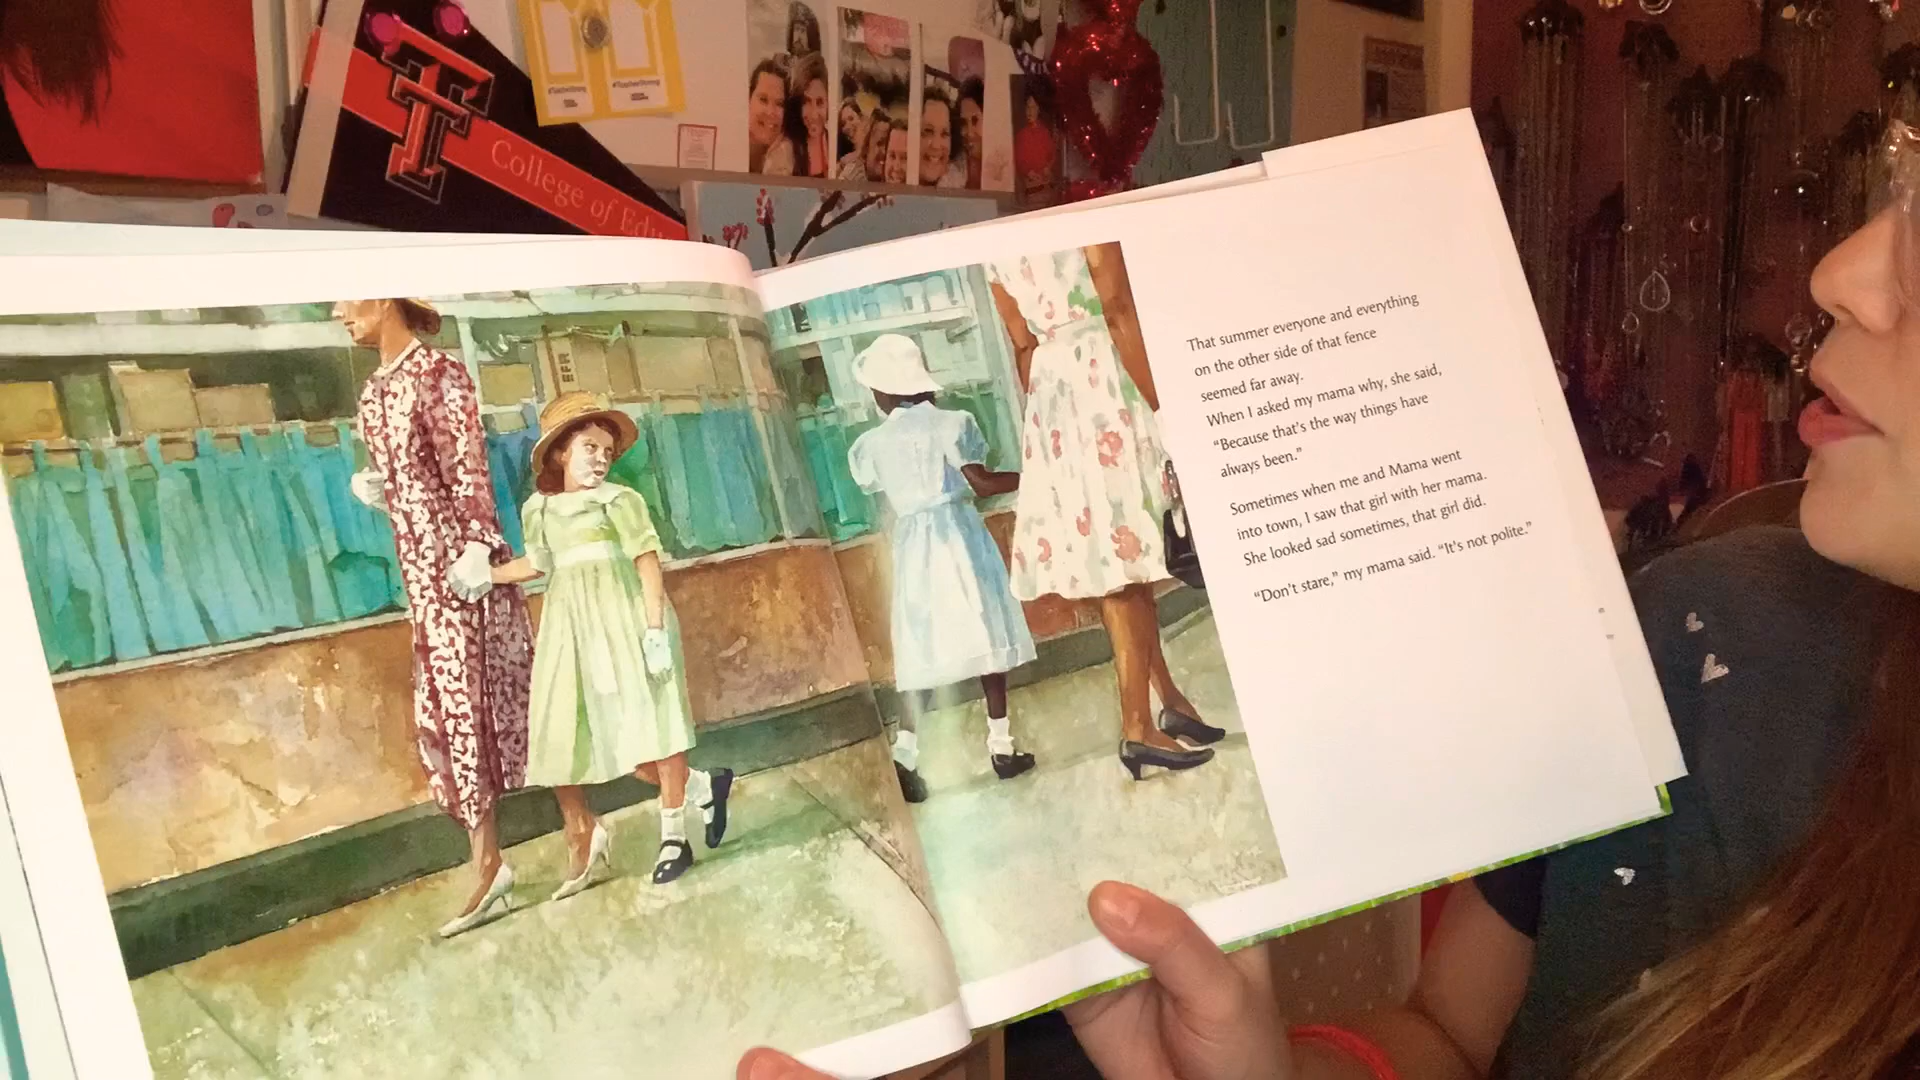 #TeacherStrong
#TeacherStrong
College of Edu
That summer everyone and everything
on the other side of that fence
seemed far away.
When I asked my mama why, she said,
“Because that's the way things have
always been.”
Sometimes when me and Mama went
into town, I saw that girl with her mama.
She looked sad sometimes, that girl did.
“Don't stare,” my mama said. “It's not polite.”